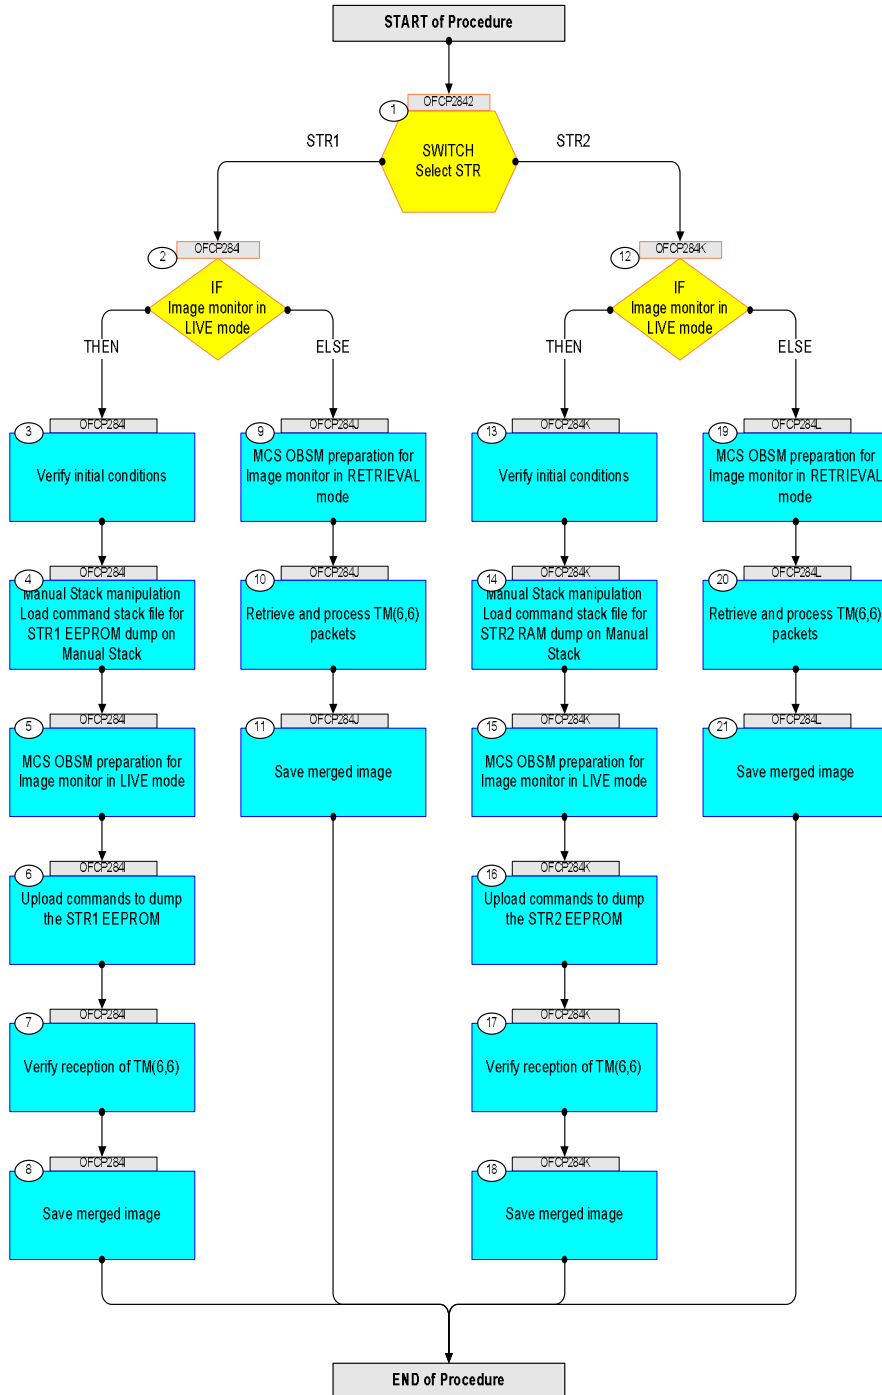 START of Procedure
OFCP2842
1
SWITCH
Select STR
STR1
STR2
OFCP284I
2
IF
Image monitor in
LIVE mode
THEN
ELSE
OFCP284K
12
IF
Image monitor in
LIVE mode
THEN
ELSE
OFCP284I
3
Verify initial conditions
OFCP284J
9
MCS OBSM preparation for
Image monitor in RETRIEVAL
mode
OFCP284K
13
Verify initial conditions
OFCP284L
19
MCS OBSM preparation for
Image monitor in RETRIEVAL
mode
OFCP284I
4
Manual Stack manipulation
Load command stack file for
STR1 EEPROM dump on
Manual Stack
OFCP284J
10
Retrieve and process TM(6,6)
packets
OFCP284K
14
Manual Stack manipulation
Load command stack file for
STR2 RAM dump on Manual
Stack
OFCP284L
20
Retrieve and process TM(6,6)
packets
OFCP284I
5
MCS OBSM preparation for
Image monitor in LIVE mode
OFCP284J
11
Save merged image
OFCP284K
15
MCS OBSM preparation for
Image monitor in LIVE mode
OFCP284L
21
Save merged image
OFCP284I
6
Upload commands to dump
the STR1 EEPROM
OFCP284K
16
Upload commands to dump
the STR2 EEPROM
OFCP284I
7
Verify reception of TM(6,6)
OFCP284K
17
Verify reception of TM(6,6)
OFCP284I
8
Save merged image
OFCP284K
18
Save merged image
END of Procedure